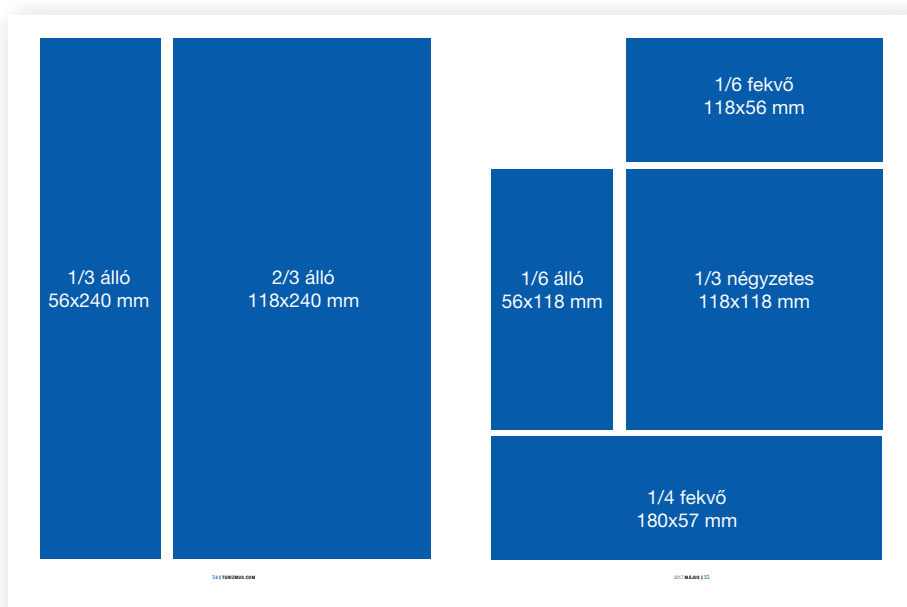 1/3 álló
56x240 mm
2/3 álló
118x240 mm
1/6 fekvő
118x56 mm
1/6 álló
56x118 mm
1/3 négyzetes
118x118 mm
1/4 fekvő
180x57 mm
34 | TURIZMUS.COM
2017. MÁJUS | 35